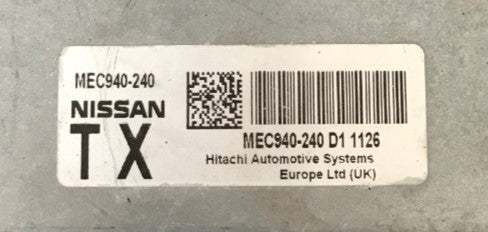 MEC940-240
NISSAN
TX
MEC940-240 D1 1126
Hitachi Automotive Systems
Europe Ltd (UK)